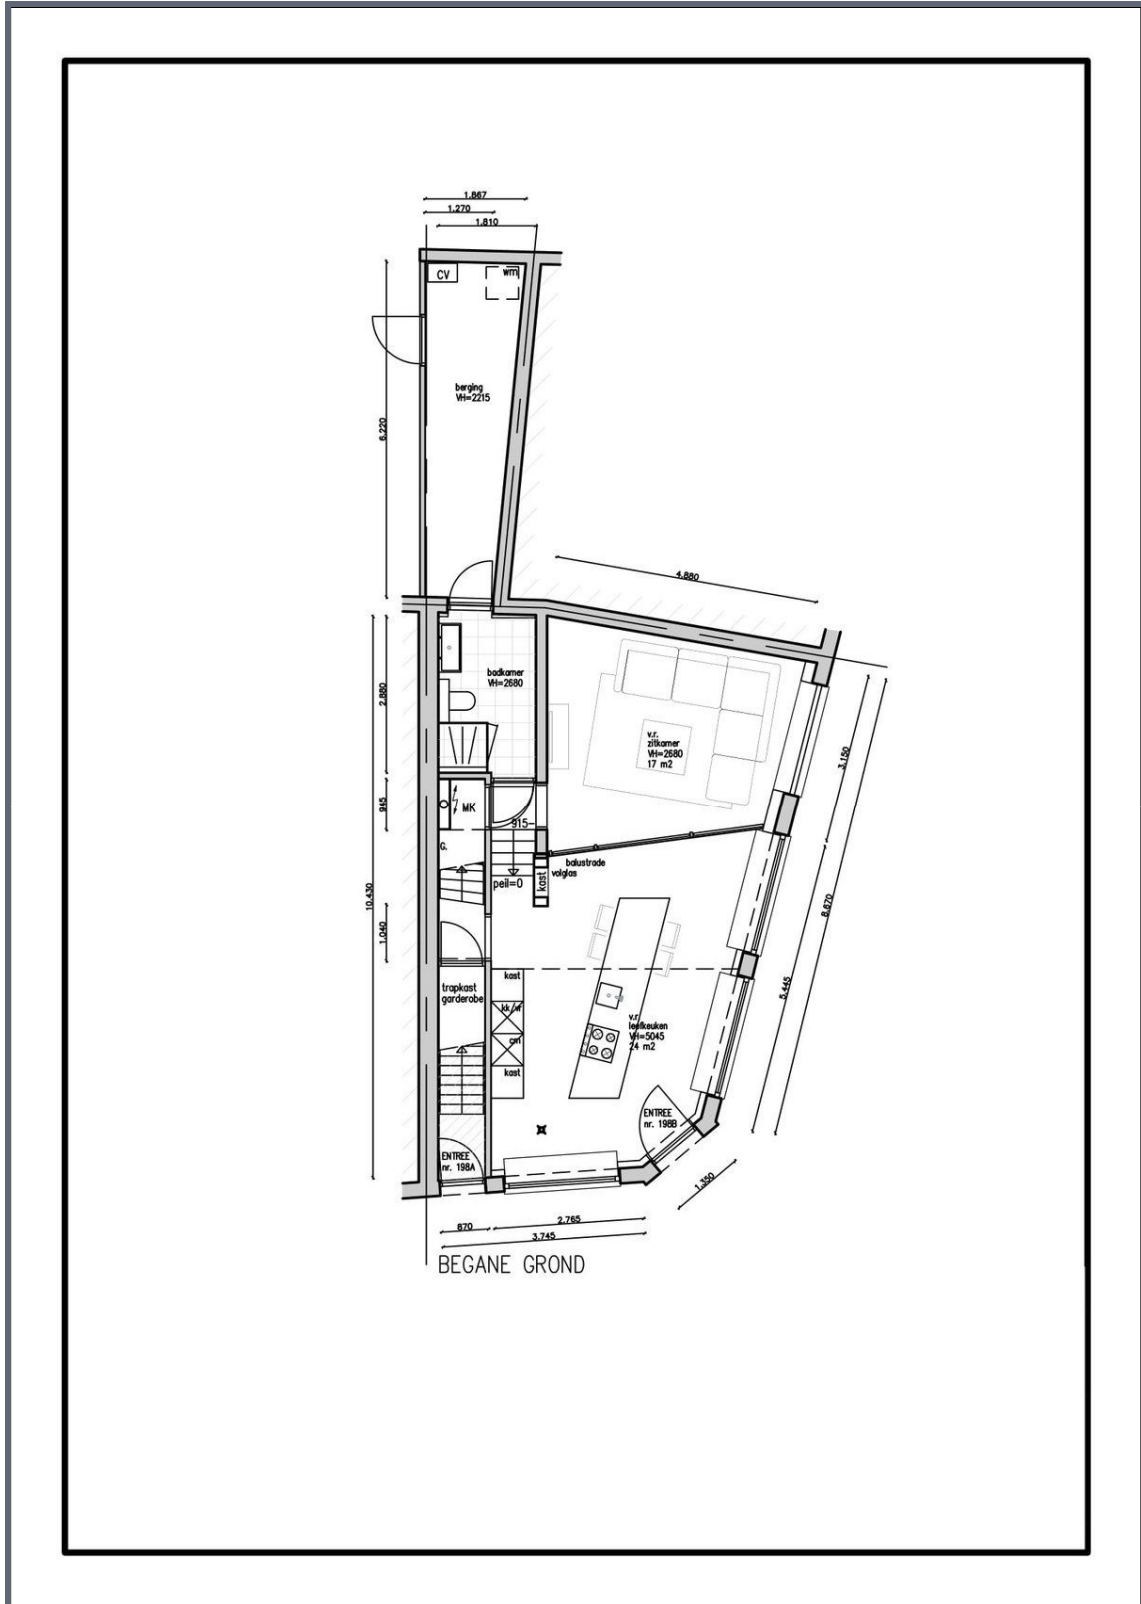 1.867
1.270
1.810
CV
wm
berging
VH=2215
6.220
4.880
badkamer
VH=2680
2.880
v.r.
zitkamer
VH=2680
17 m2
3.150
945
MK
915-
G.
balustrade
volglas
peil=0
kast
10.430
8.670
1.040
kast
trapkast
garderobe
kk/vr
v.r.
leefkeuken
VH=5045
24 m2
5.445
om
kast
ENTREE
nr. 198B
ENTREE
nr. 198A
1.350
870
2.765
3.745
BEGANE GROND